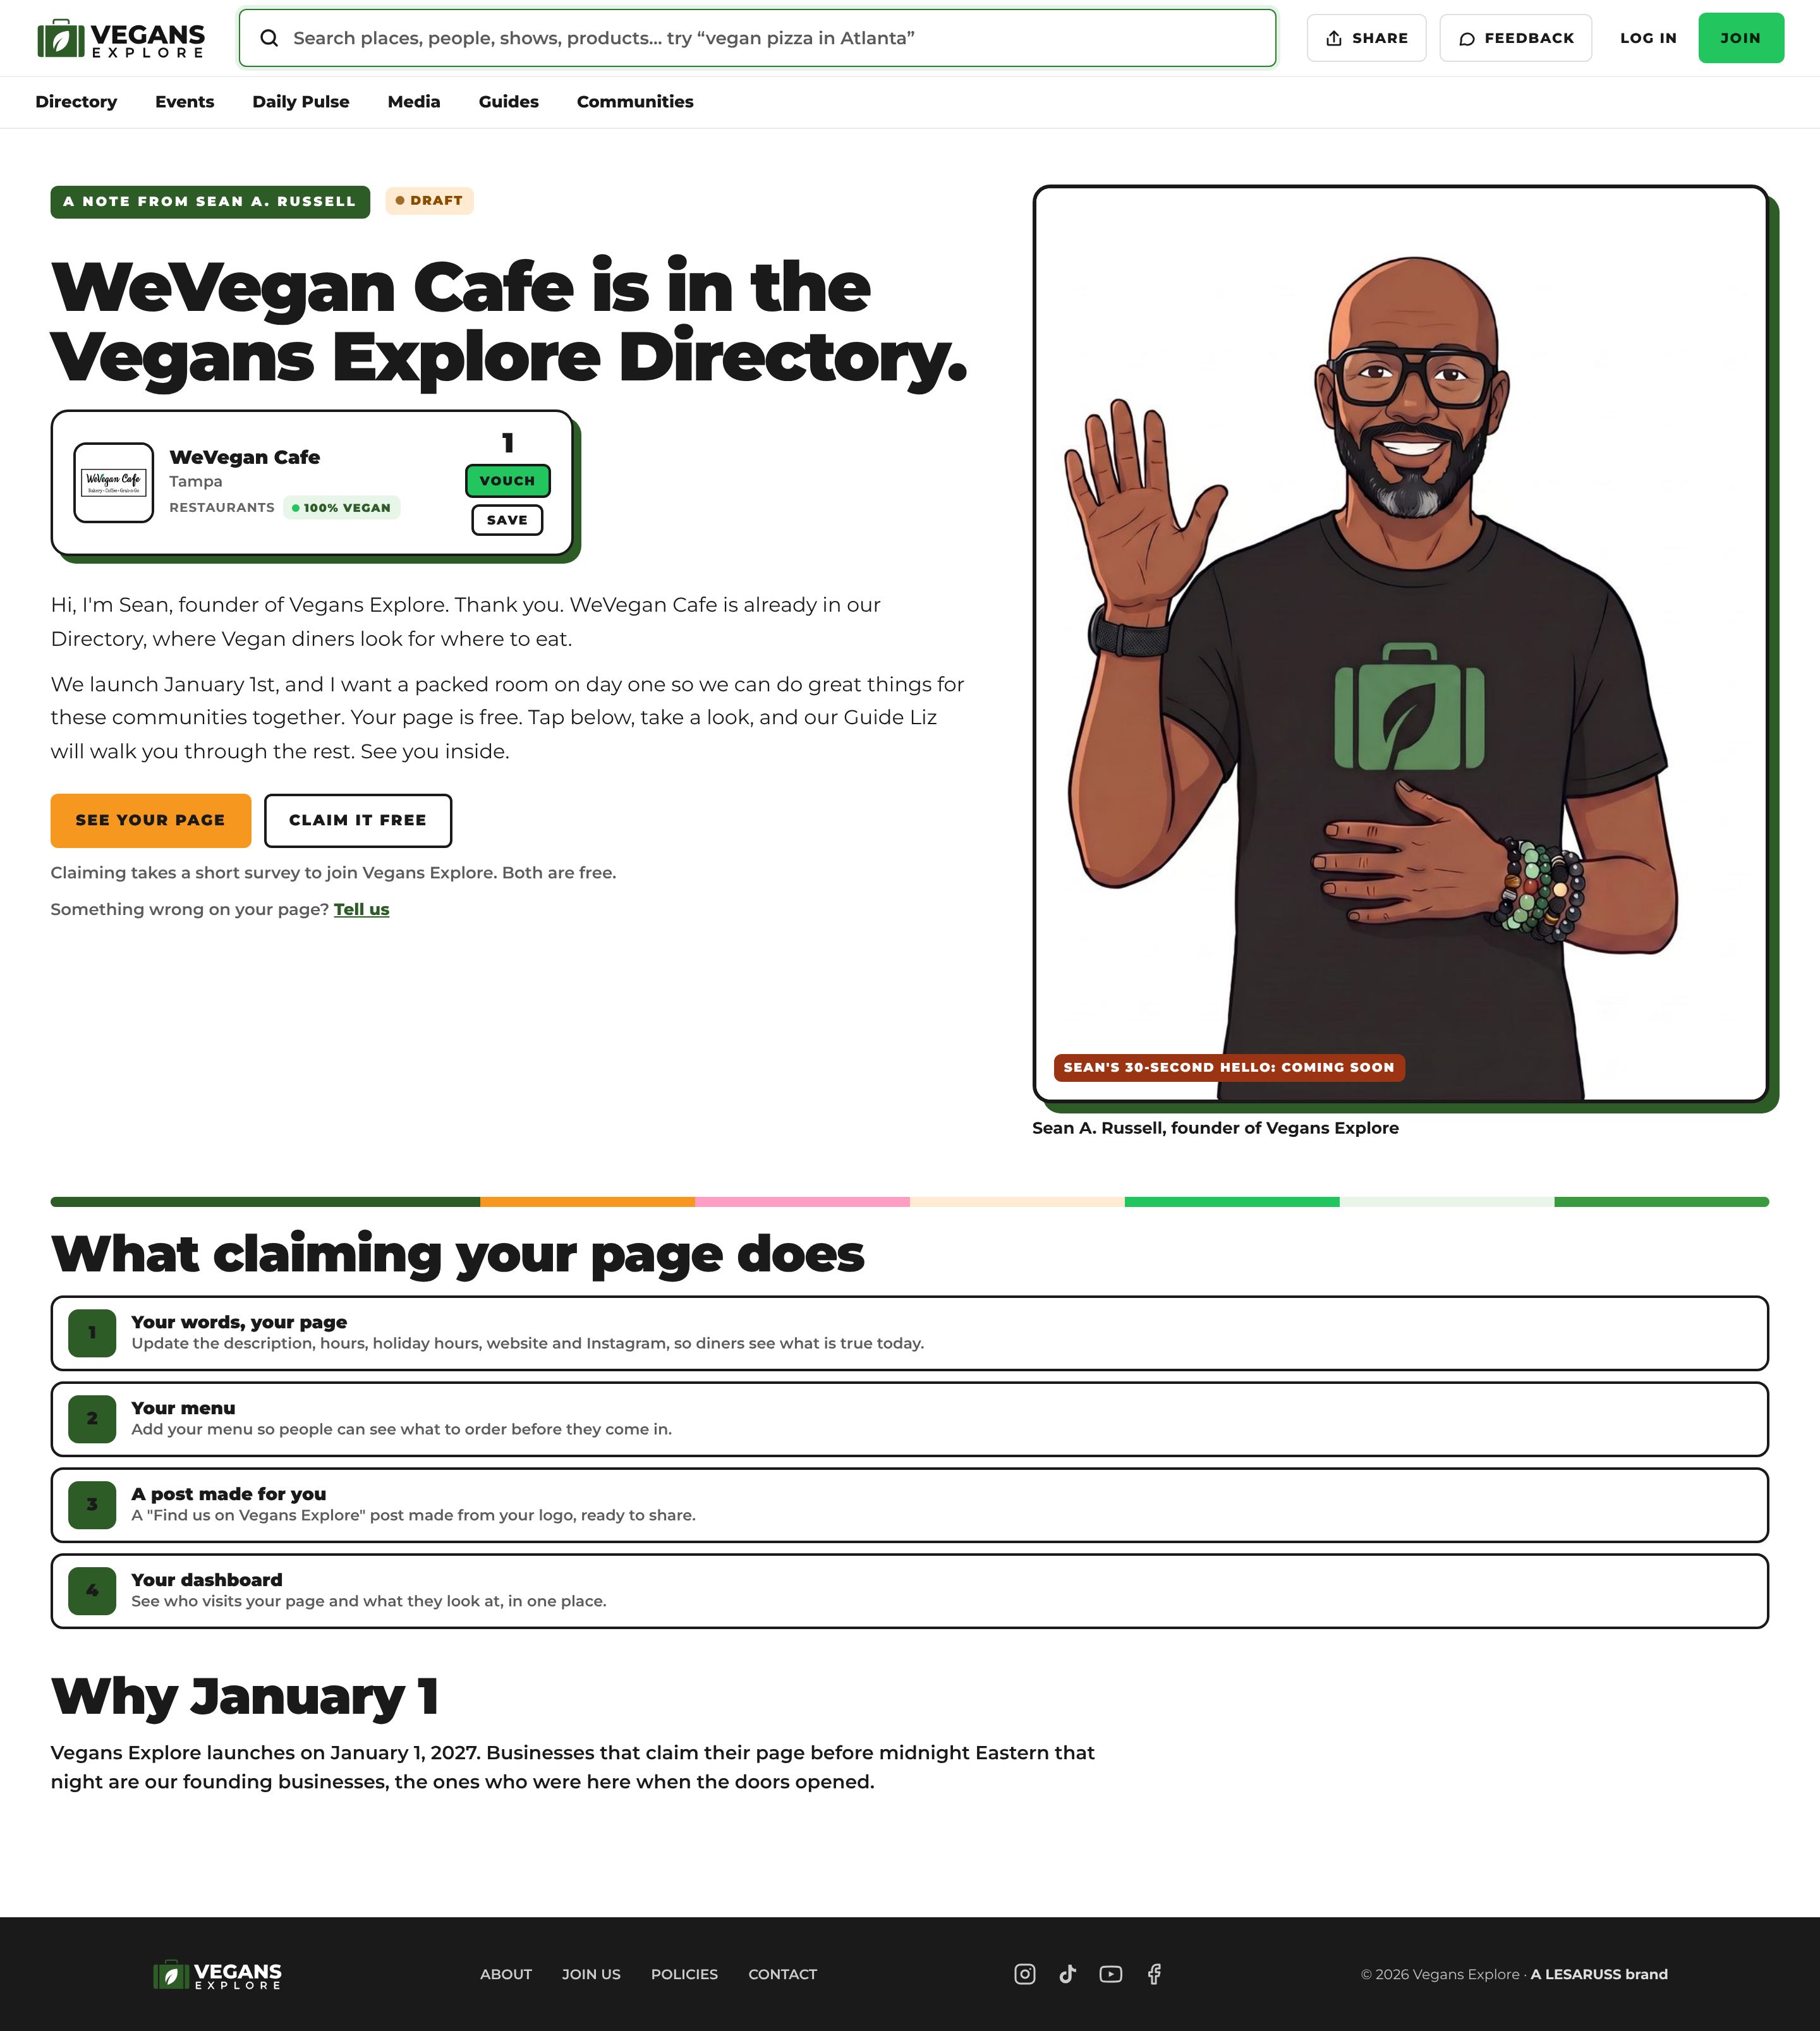 VEGANS
EXPLORE
Search places, people, shows, products... try “vegan pizza in Atlanta”
SHARE
FEEDBACK
LOG IN
JOIN
Directory
Events
Daily Pulse
Media
Guides
Communities
A NOTE FROM SEAN A. RUSSELL
DRAFT
WeVegan Cafe is in the
Vegans Explore Directory.
WeVegan Cafe
Bakery • Coffee • Grab-n-Go
WeVegan Cafe
Tampa
RESTAURANTS
100% VEGAN
1
VOUCH
SAVE
Hi, I'm Sean, founder of Vegans Explore. Thank you. WeVegan Cafe is already in our
Directory, where Vegan diners look for where to eat.
We launch January 1st, and I want a packed room on day one so we can do great things for
these communities together. Your page is free. Tap below, take a look, and our Guide Liz
will walk you through the rest. See you inside.
SEE YOUR PAGE
CLAIM IT FREE
Claiming takes a short survey to join Vegans Explore. Both are free.
Something wrong on your page? Tell us
SEAN'S 30-SECOND HELLO: COMING SOON
Sean A. Russell, founder of Vegans Explore
What claiming your page does
1
Your words, your page
Update the description, hours, holiday hours, website and Instagram, so diners see what is true today.
2
Your menu
Add your menu so people can see what to order before they come in.
3
A post made for you
A "Find us on Vegans Explore" post made from your logo, ready to share.
4
Your dashboard
See who visits your page and what they look at, in one place.
Why January 1
Vegans Explore launches on January 1, 2027. Businesses that claim their page before midnight Eastern that
night are our founding businesses, the ones who were here when the doors opened.
VEGANS
EXPLORE
ABOUT
JOIN US
POLICIES
CONTACT
© 2026 Vegans Explore · A LESARUSS brand